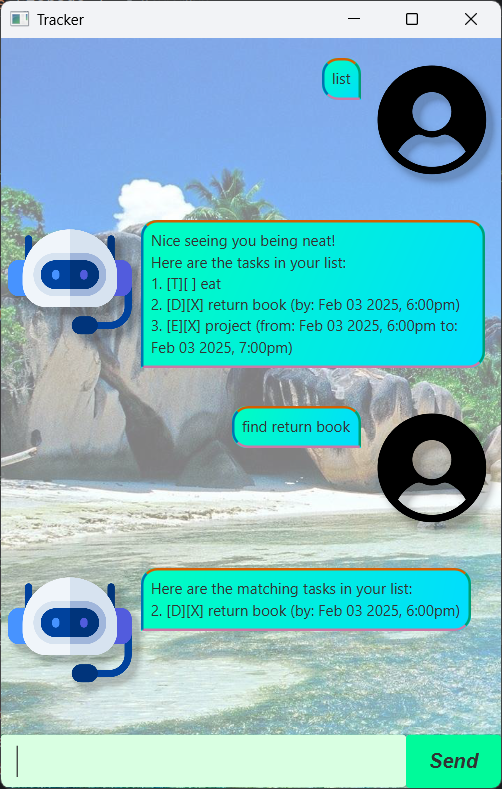 Tracker
list
Nice seeing you being neat!
Here are the tasks in your list:
1. [T][ ] eat
2. [D][X] return book (by: Feb 03 2025, 6:00pm)
3. [E][X] project (from: Feb 03 2025, 6:00pm to:
Feb 03 2025, 7:00pm)
find return book
Here are the matching tasks in your list:
2. [D][X] return book (by: Feb 03 2025, 6:00pm)
Send